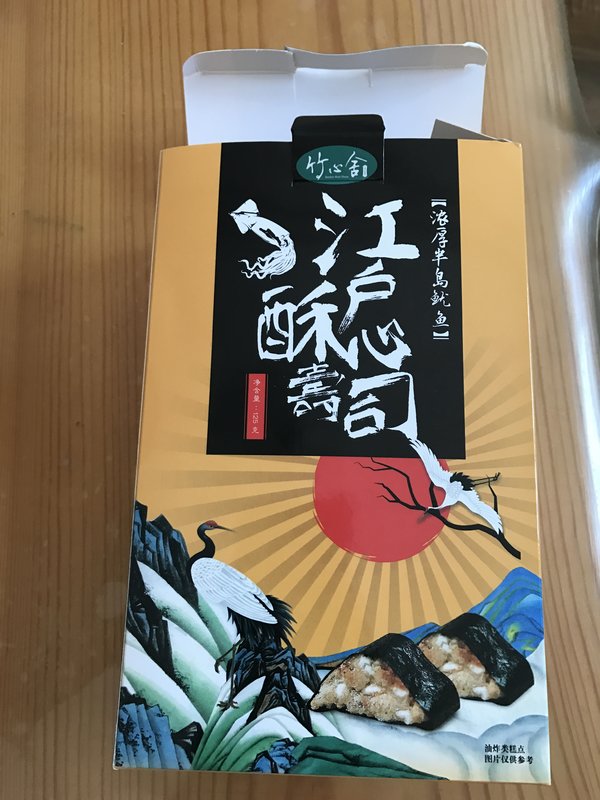 竹心舍
【浓厚半岛鱿鱼】
江户
酥心
壽司
净含量：125克
油炸类糕点
图片仅供参考